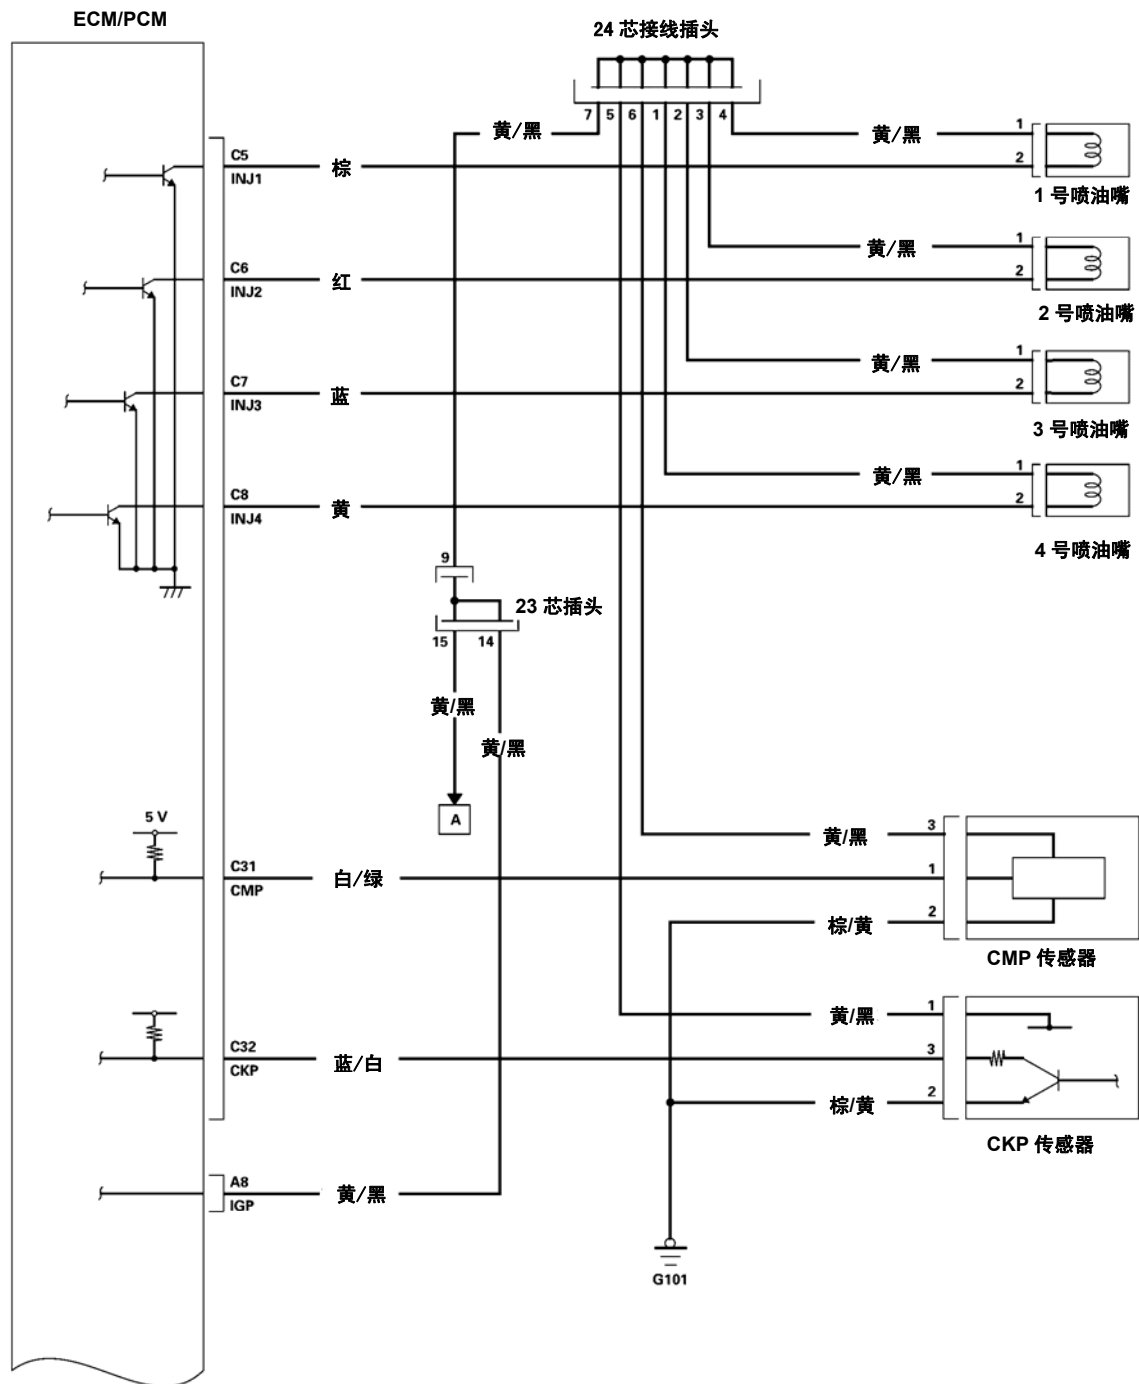 ECM/PCM
24 芯接线插头
7 5 6 1 2 3 4
黄/黑
黄/黑
1
C5
INJ1
棕
2
1 号喷油嘴
黄/黑
1
C6
INJ2
红
2
2 号喷油嘴
黄/黑
1
C7
INJ3
蓝
2
3 号喷油嘴
黄/黑
1
C8
INJ4
黄
2
4 号喷油嘴
9
23 芯插头
15 14
黄/黑
黄/黑
A
5 V
黄/黑
3
C31
CMP
白/绿
1
棕/黄
2
CMP 传感器
黄/黑
1
C32
CKP
蓝/白
3
棕/黄
2
CKP 传感器
A8
IGP
黄/黑
G101